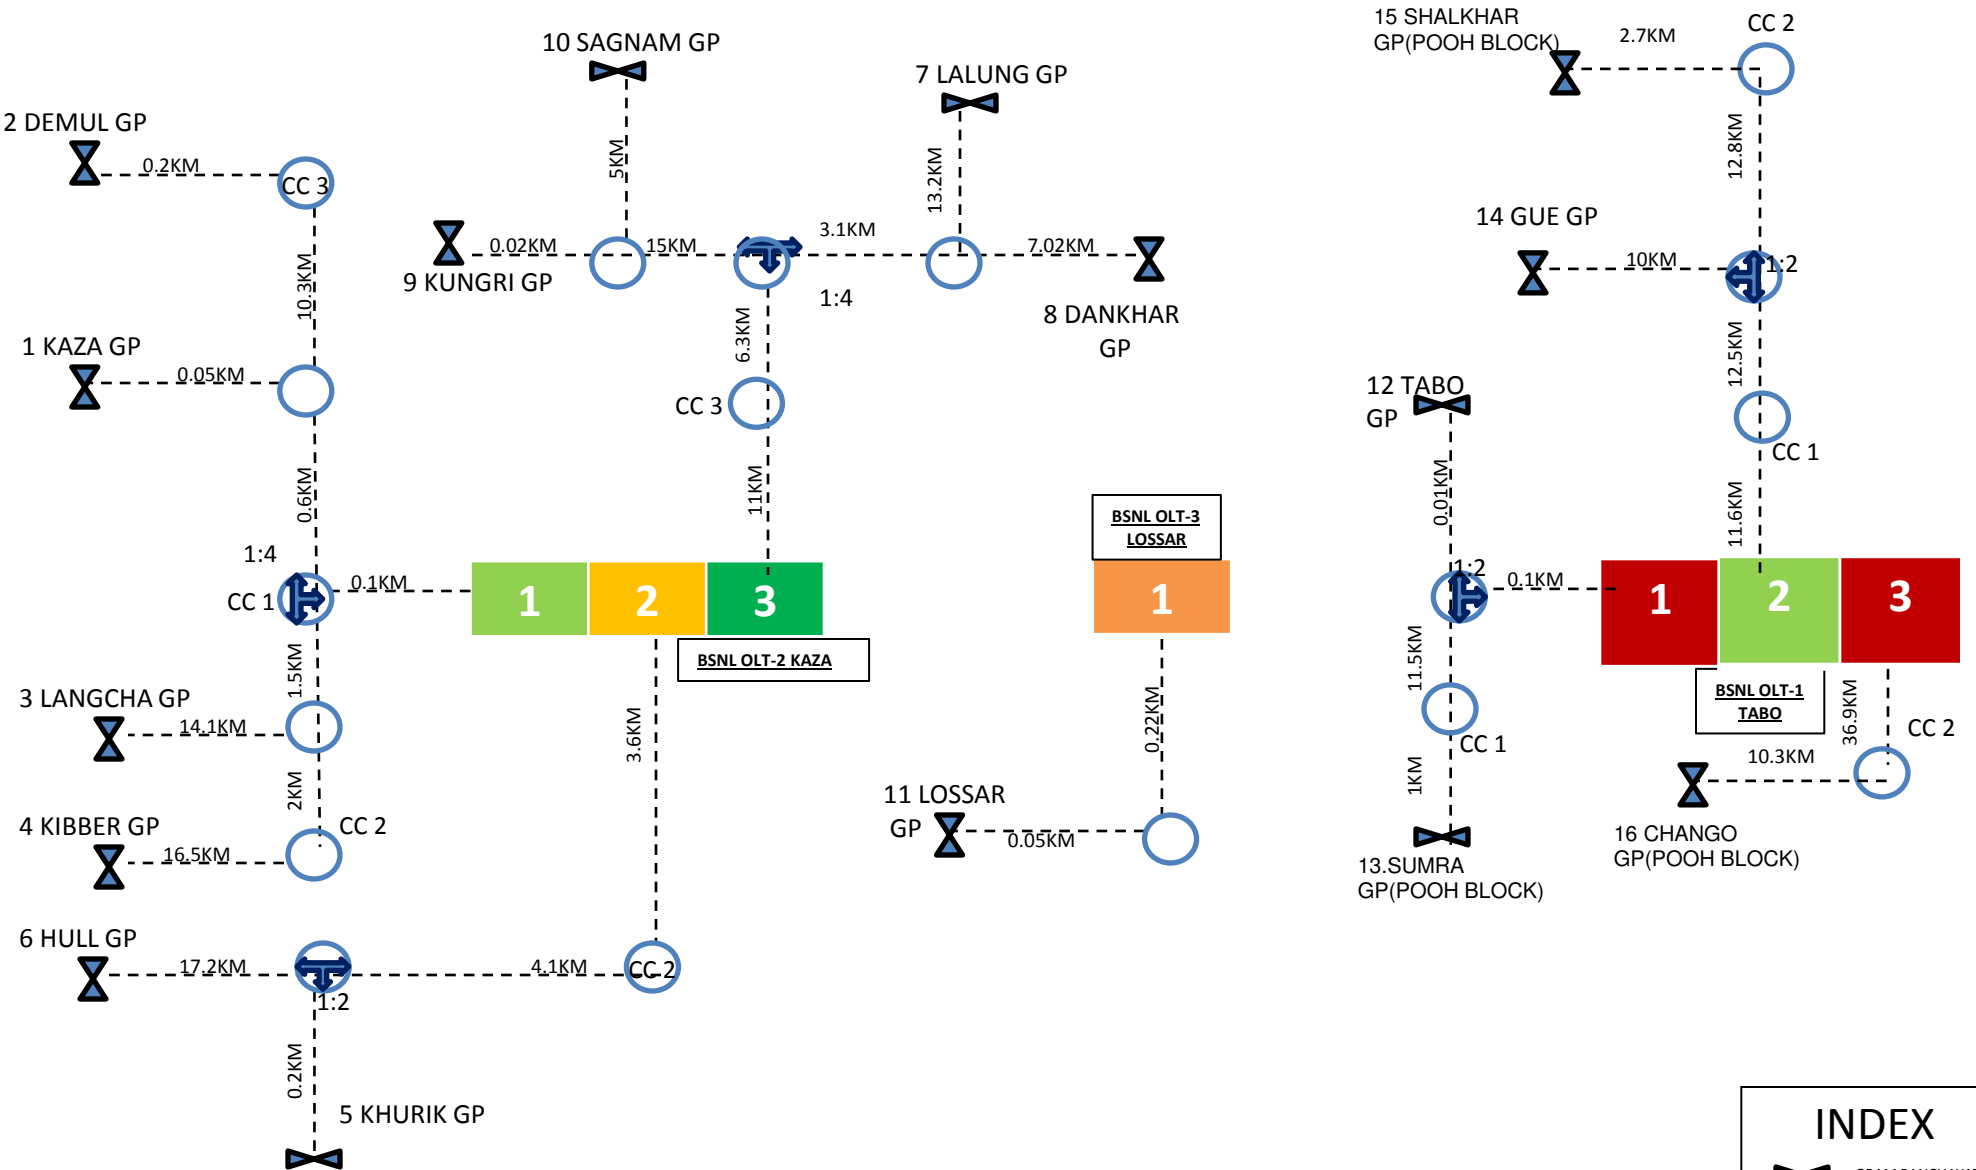 15 SHALKHAR
GP(POOH BLOCK)
2.7KM
CC 2
10 SAGNAM GP
7 LALUNG GP
2 DEMUL GP
0.2KM
CC 3
5KM
13.2KM
12.8KM
14 GUE GP
10KM
1:2
0.02KM
15KM
3.1KM
7.02KM
9 KUNGRI GP
1:4
8 DANKHAR
GP
10.3KM
6.3KM
12.5KM
1 KAZA GP
0.05KM
CC 3
12 TABO
GP
CC 1
0.6KM
11KM
0.01KM
11.6KM
BSNL OLT-3
LOSSAR
1:4
CC 1
0.1KM
1
2
3
1
1:2
0.1KM
1
2
3
BSNL OLT-2 KAZA
1.5KM
3 LANGCHA GP
14.1KM
3.6KM
0.22KM
11.5KM
CC 1
BSNL OLT-1
TABO
36.9KM
CC 2
10.3KM
2KM
4 KIBBER GP
16.5KM
CC 2
11 LOSSAR
GP
0.05KM
1KM
13.SUMRA
GP(POOH BLOCK)
16 CHANGO
GP(POOH BLOCK)
6 HULL GP
17.2KM
4.1KM
CC 2
1:2
0.2KM
5 KHURIK GP
INDEX